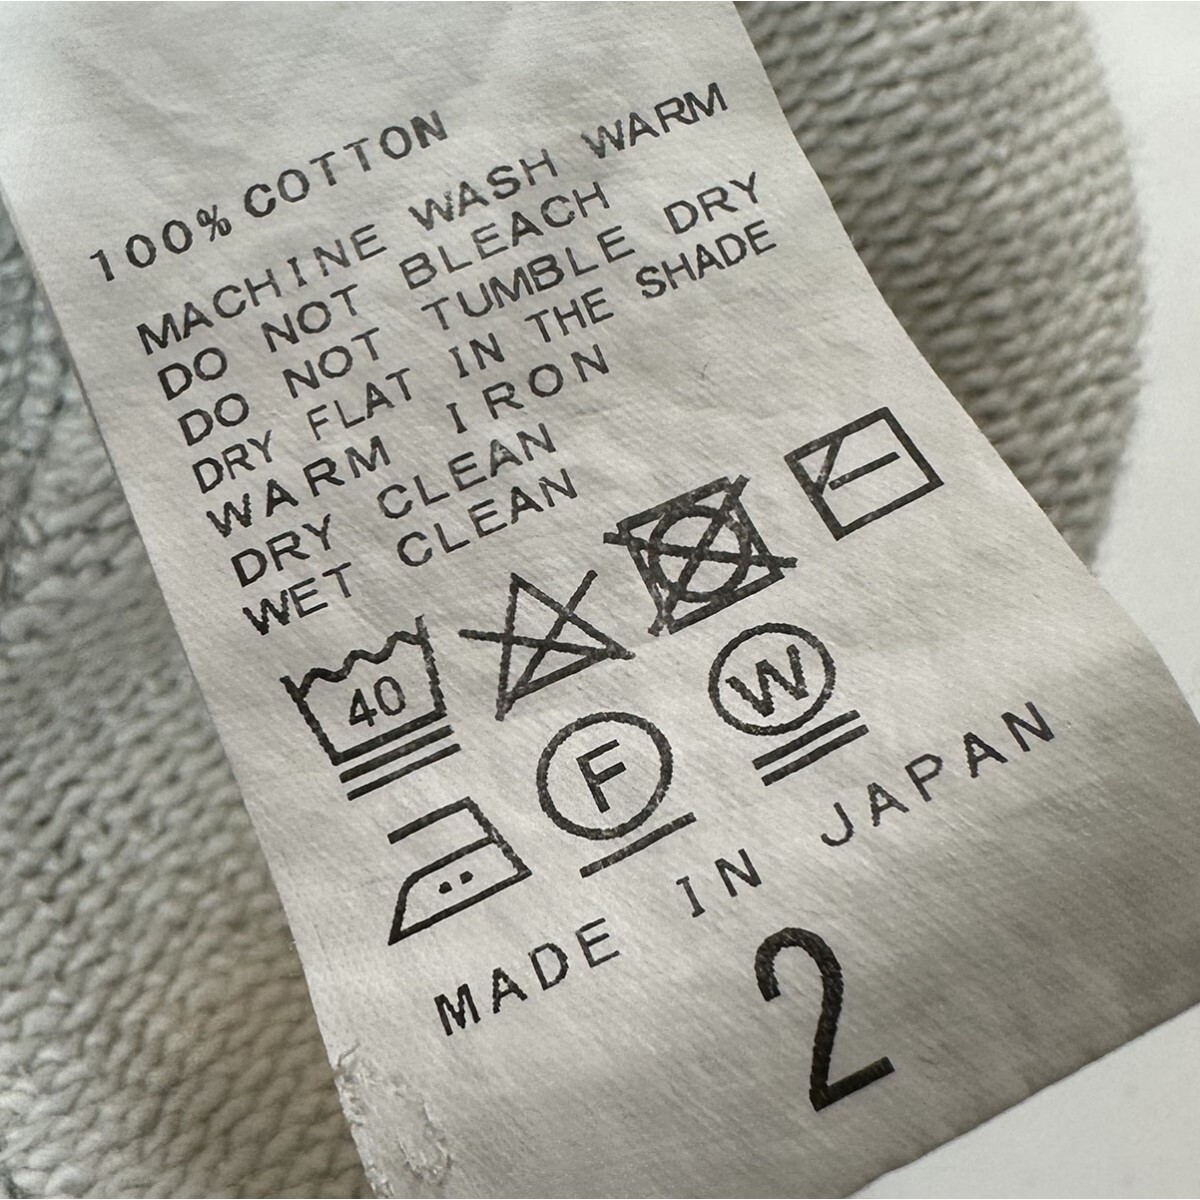 100% COTTON
MACHINE WASH WARM
DO NOT BLEACH
DO NOT TUMBLE DRY
DRY FLAT IN THE SHADE
WARM IRON
DRY CLEAN
WET CLEAN
40
F
W
MADE IN JAPAN
2